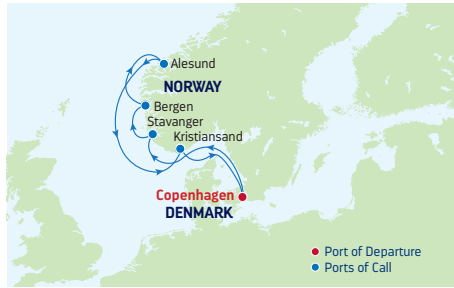 Alesund
NORWAY
Bergen
Stavanger
Kristiansand
Copenhagen
DENMARK
Port of Departure
Ports of Call